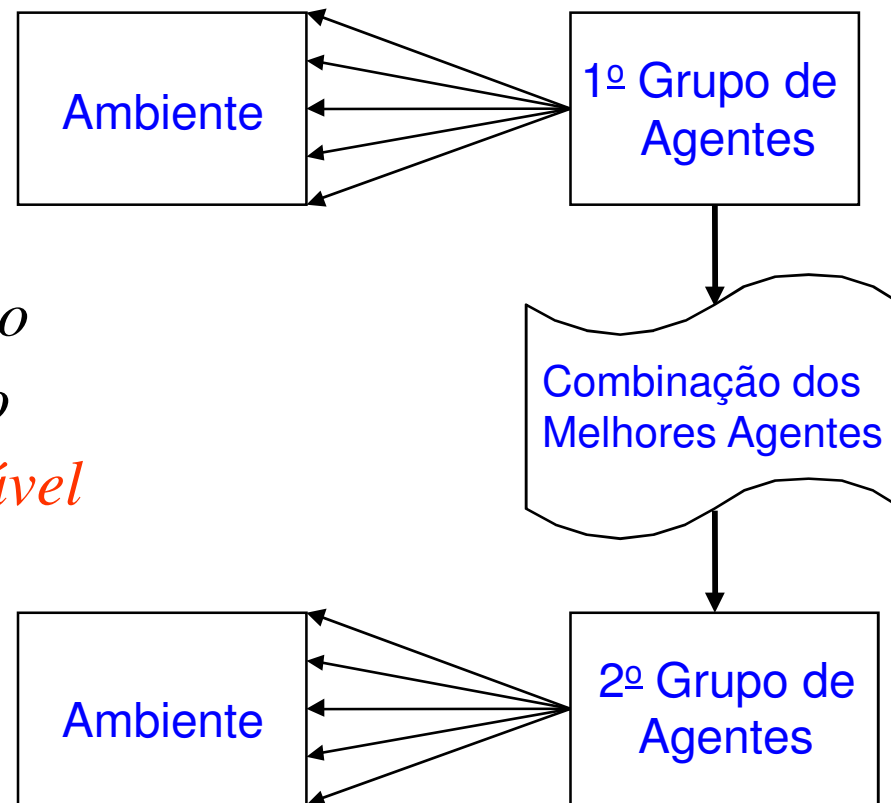 Ambiente
1º Grupo de
Agentes
Combinação dos
Melhores Agentes
Ambiente
2º Grupo de
Agentes